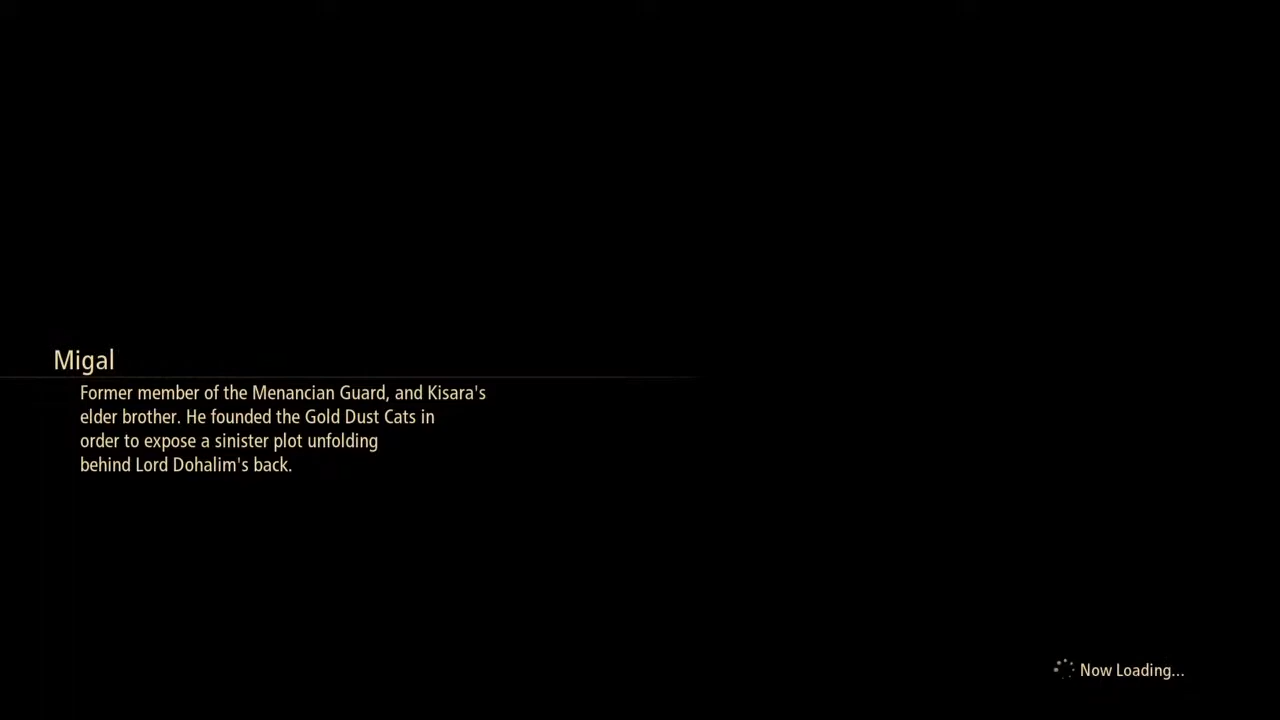 Migal
Former member of the Menancian Guard, and Kisara's
elder brother. He founded the Gold Dust Cats in
order to expose a sinister plot unfolding
behind Lord Dohalim's back.
Now Loading...